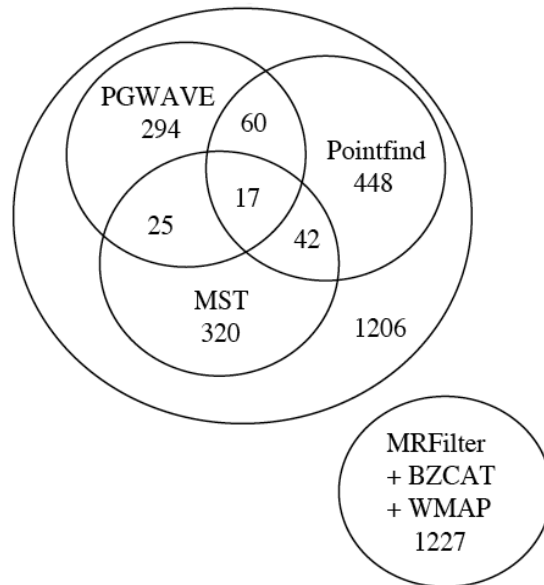 PGWAVE
294
60
Pointfind
448
17
25
42
MST
320
1206
MRFilter
+ BZCAT
+ WMAP
1227